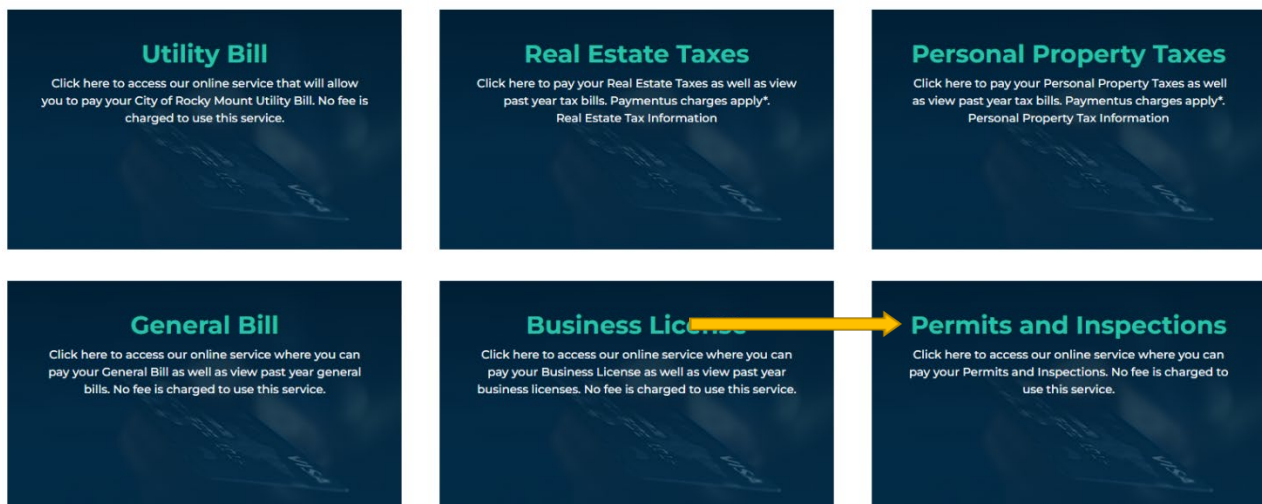 Utility Bill
Click here to access our online service that will allow
you to pay your City of Rocky Mount Utility Bill. No fee is
charged to use this service.
Real Estate Taxes
Click here to pay your Real Estate Taxes as well as view
past year tax bills. Paymentus charges apply*.
Real Estate Tax Information
Personal Property Taxes
Click here to pay your Personal Property Taxes as well
as view past year tax bills. Paymentus charges apply*.
Personal Property Tax Information
General Bill
Click here to access our online service where you can
pay your General Bill as well as view past year general
bills. No fee is charged to use this service.
Business License
Click here to access our online service where you can
pay your Business License as well as view past year
business licenses. No fee is charged to use this service.
Permits and Inspections
Click here to access our online service where you can
pay your Permits and Inspections. No fee is charged to
use this service.